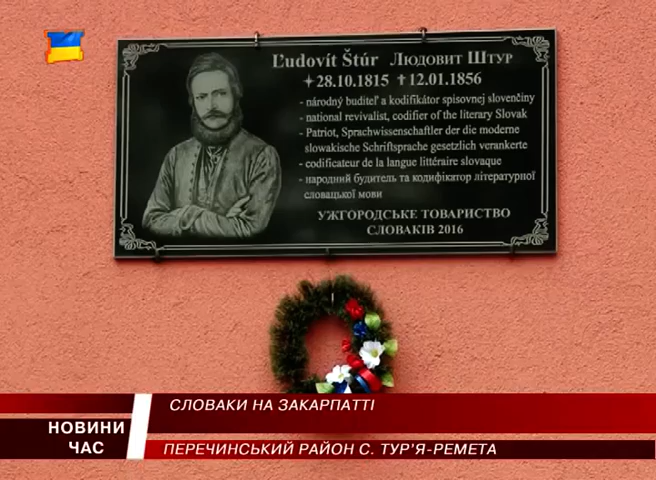 Ľudovít Štúr Людовит Штур
28.10.1815 12.01.1856
- národný buditeľ a kodifikátor spisovnej slovenčiny
- national revivalist, codifier of the literary Slovak
- Patriot, Sprachwissenschaftler der die moderne
slowakische Schriftsprache gesetzlich verankerte
- codificateur de la langue littéraire slovaque
- народний будитель та кодифікатор літературної
словацької мови
УЖГОРОДСЬКЕ ТОВАРИСТВО
СЛОВАКІВ 2016
СЛОВАКИ НА ЗАКАРПАТТІ
НОВИНИ
ЧАС
ПЕРЕЧИНСЬКИЙ РАЙОН С. ТУР’Я-РЕМЕТА